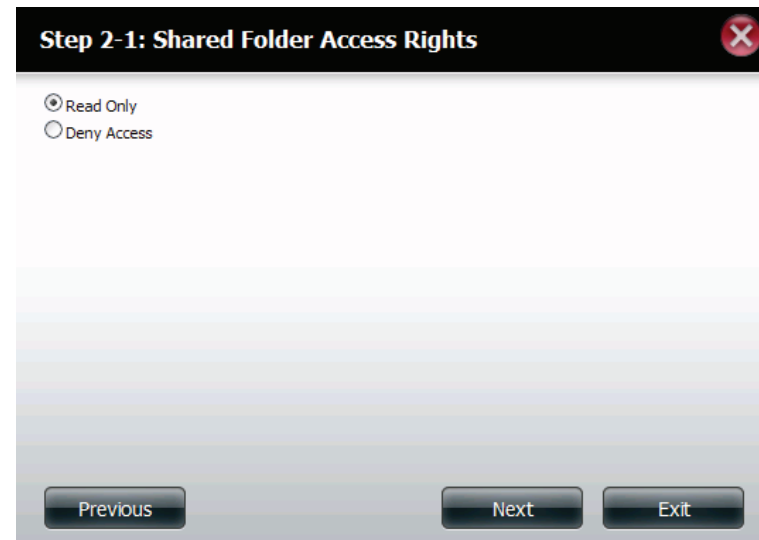 Step 2-1: Shared Folder Access Rights
Read Only
Deny Access
Previous Next Exit